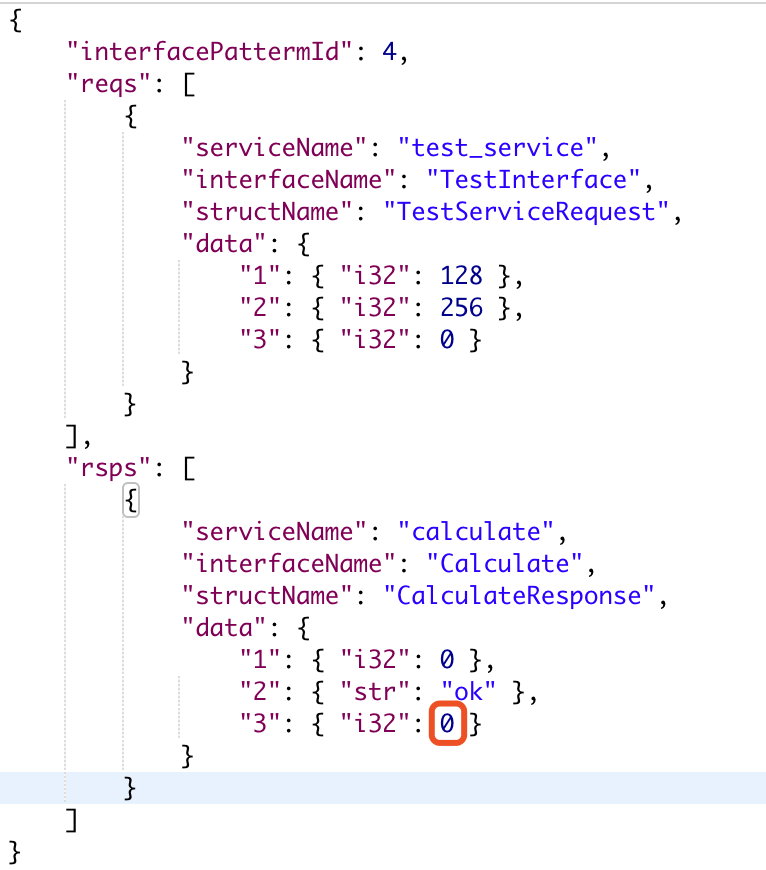 {
    "interfacePattermId": 4,
    "reqs": [
        {
            "serviceName": "test_service",
            "interfaceName": "TestInterface",
            "structName": "TestServiceRequest",
            "data": {
                "1": { "i32": 128 },
                "2": { "i32": 256 },
                "3": { "i32": 0 }
            }
        }
    ],
    "rsps": [
        {
            "serviceName": "calculate",
            "interfaceName": "Calculate",
            "structName": "CalculateResponse",
            "data": {
                "1": { "i32": 0 },
                "2": { "str": "ok" },
                "3": { "i32": 0 }
            }
        }
    ]
}